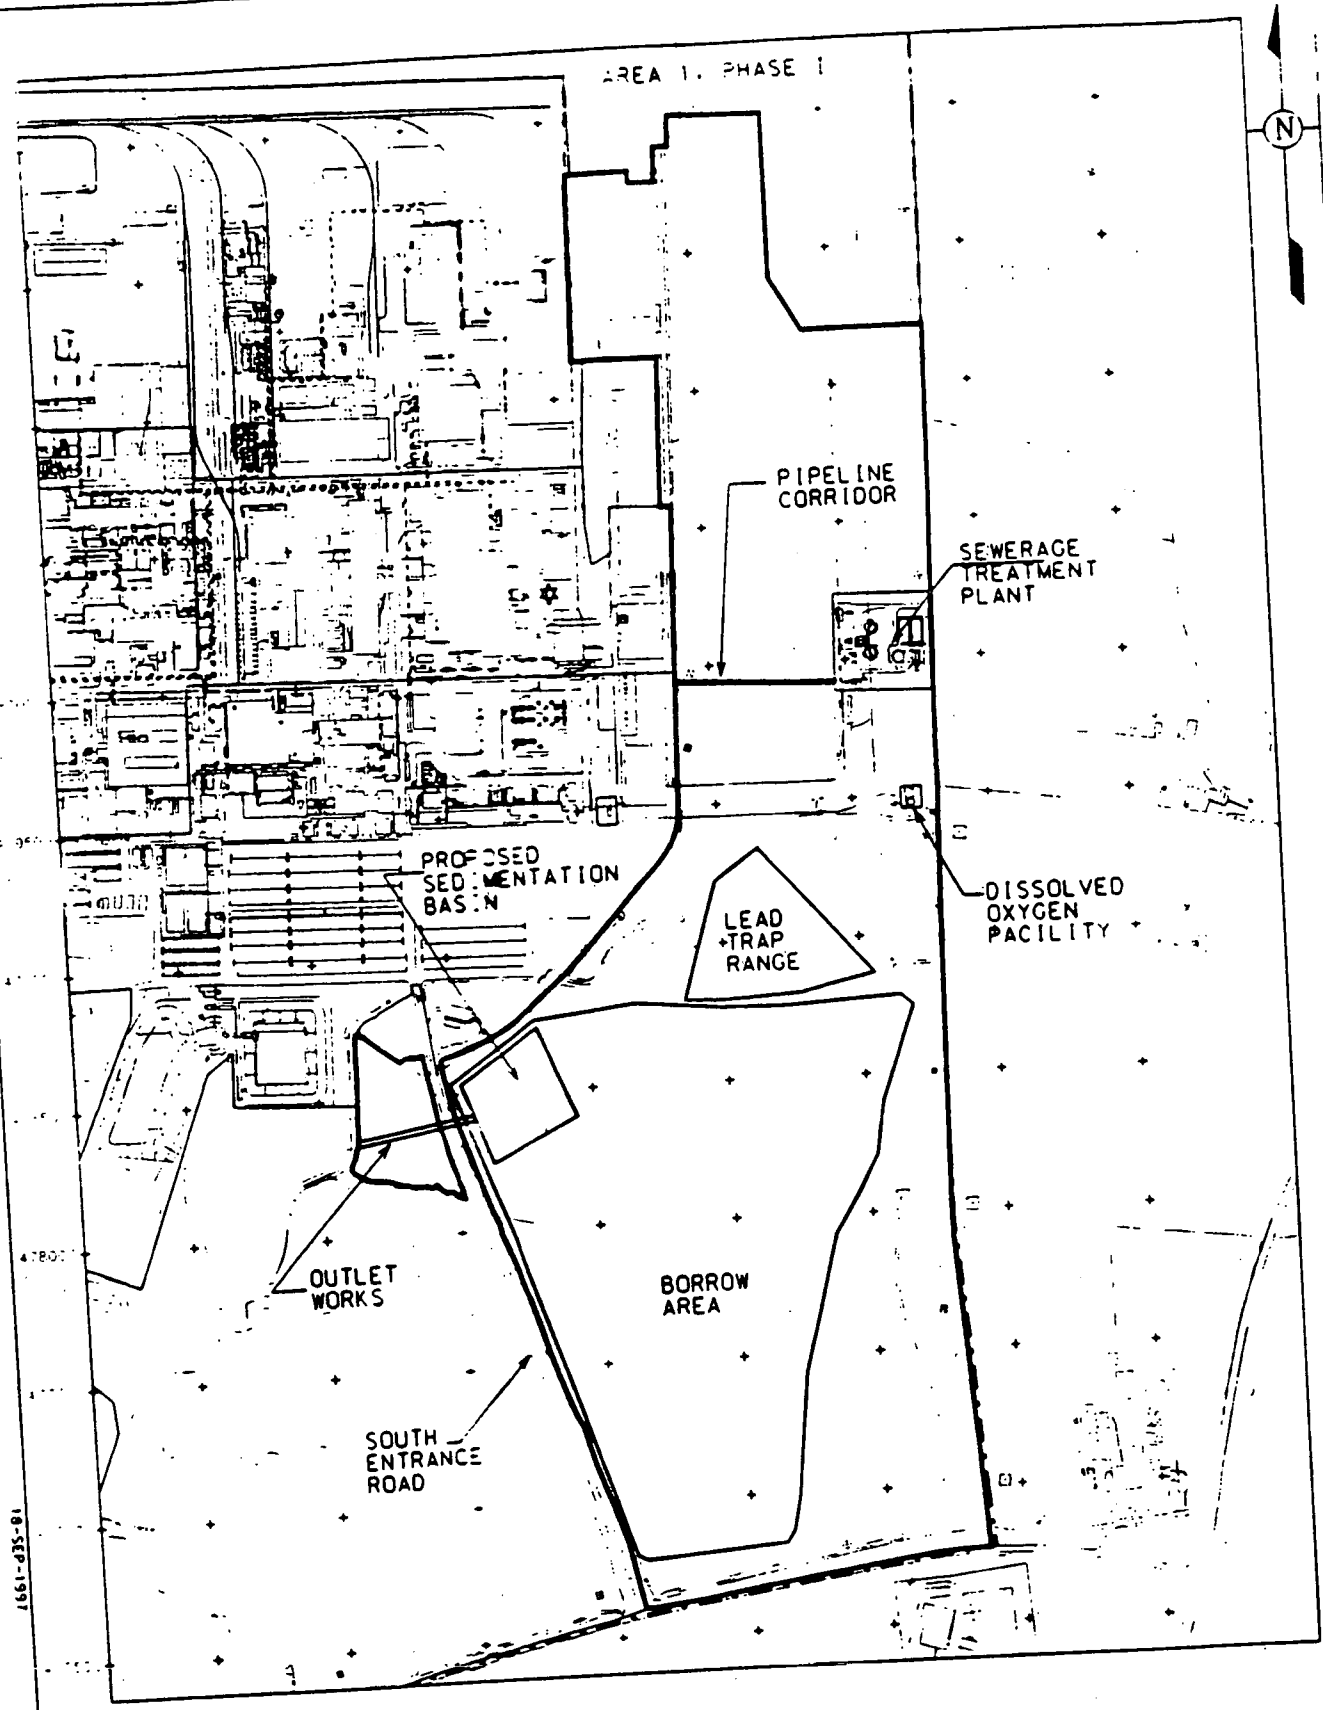 AREA 1, PHASE I
N
PIPELINE
CORRIDOR
SEWERAGE
TREATMENT
PLANT
PROPOSED
SEDIMENTATION
BASIN
DISSOLVED
OXYGEN
PACILITY
LEAD
TRAP
RANGE
OUTLET
WORKS
BORROW
AREA
SOUTH
ENTRANCE
ROAD
18-SEP-1997